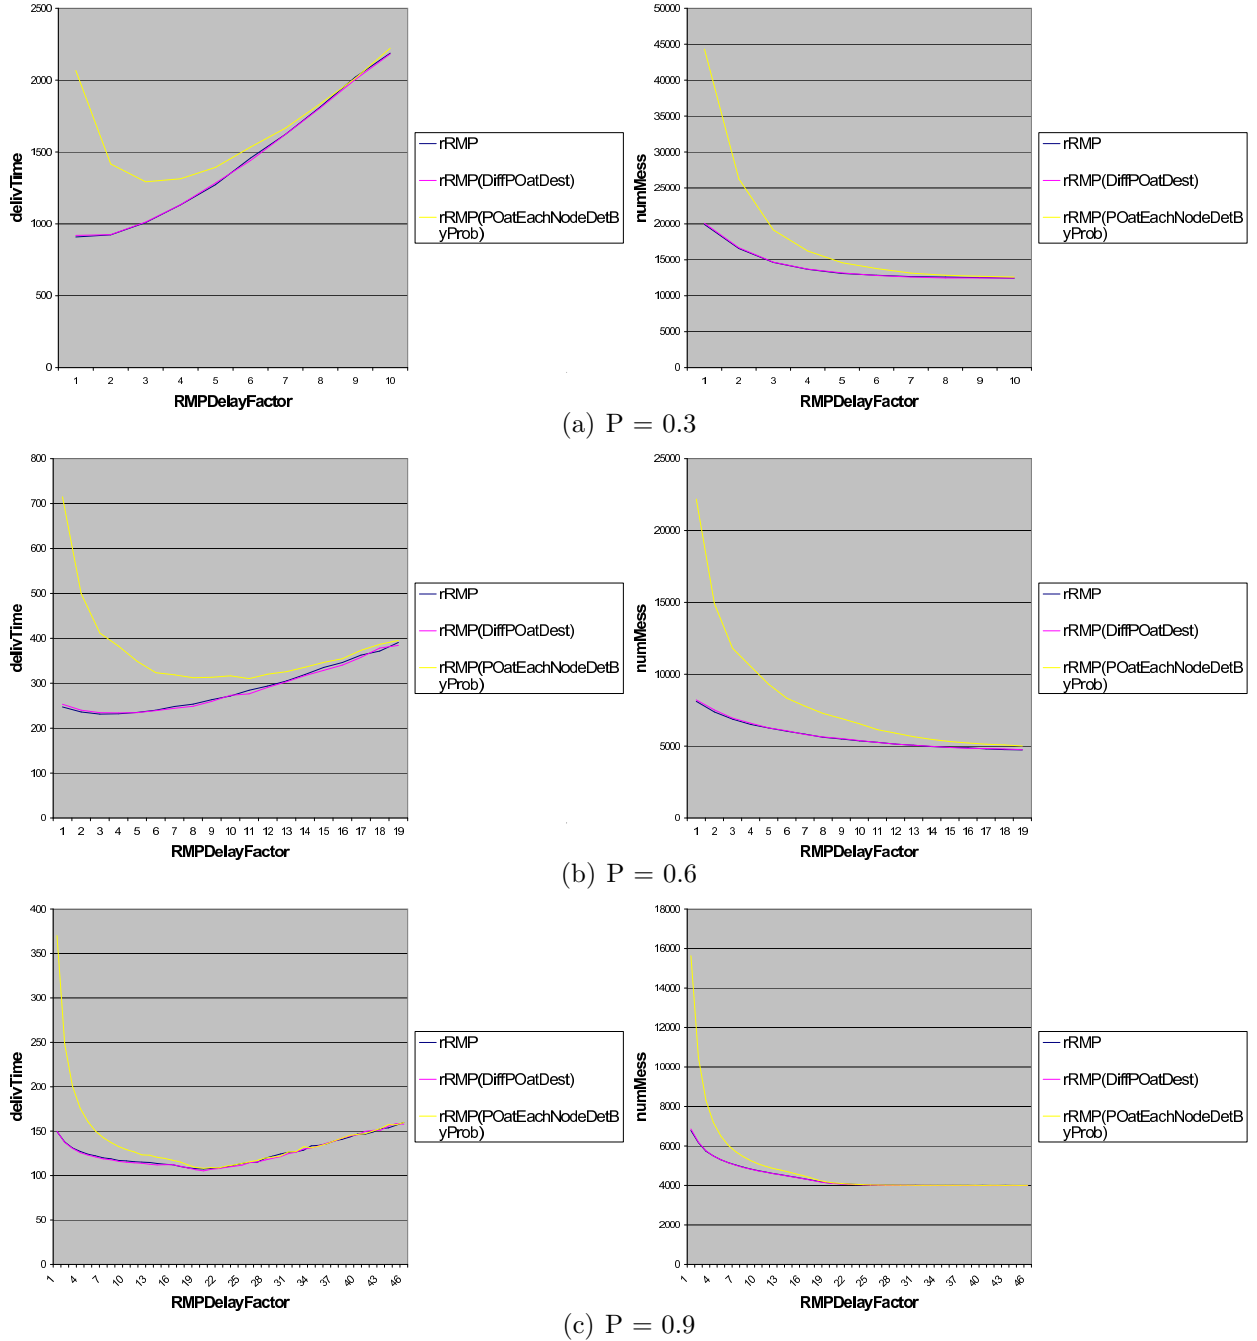 2500
2000
1500
1000
500
0
delivTime
1 2 3 4 5 6 7 8 9 10
RMPDelayFactor
rRMP
rRMP(DiffPOatDest)
rRMP(POatEachNodeDetB
yProb)
50000
45000
40000
35000
30000
25000
20000
15000
10000
5000
0
numMess
1 2 3 4 5 6 7 8 9 10
RMPDelayFactor
rRMP
rRMP(DiffPOatDest)
rRMP(POatEachNodeDetB
yProb)
(a) P = 0.3
800
700
600
500
400
300
200
100
0
delivTime
1 2 3 4 5 6 7 8 9 10 11 12 13 14 15 16 17 18 19
RMPDelayFactor
rRMP
rRMP(DiffPOatDest)
rRMP(POatEachNodeDetB
yProb)
25000
20000
15000
10000
5000
0
numMess
1 2 3 4 5 6 7 8 9 10 11 12 13 14 15 16 17 18 19
RMPDelayFactor
rRMP
rRMP(DiffPOatDest)
rRMP(POatEachNodeDetB
yProb)
(b) P = 0.6
400
350
300
250
200
150
100
50
0
delivTime
1 4 7 10 13 16 19 22 25 28 31 34 37 40 43 46
RMPDelayFactor
rRMP
rRMP(DiffPOatDest)
rRMP(POatEachNodeDetB
yProb)
18000
16000
14000
12000
10000
8000
6000
4000
2000
0
numMess
1 4 7 10 13 16 19 22 25 28 31 34 37 40 43 46
RMPDelayFactor
rRMP
rRMP(DiffPOatDest)
rRMP(POatEachNodeDetB
yProb)
(c) P = 0.9